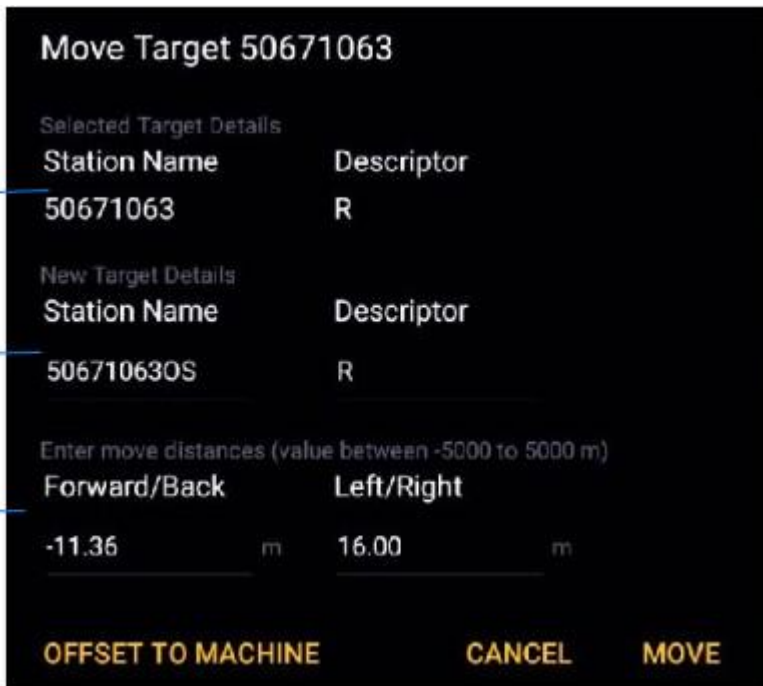 Move Target 50671063
Selected Target Details
Station Name Descriptor
50671063 R
New Target Details
Station Name Descriptor
50671063OS R
Enter move distances (value between -5000 to 5000 m)
Forward/Back Left/Right
-11.36 m 16.00 m
OFFSET TO MACHINE CANCEL MOVE